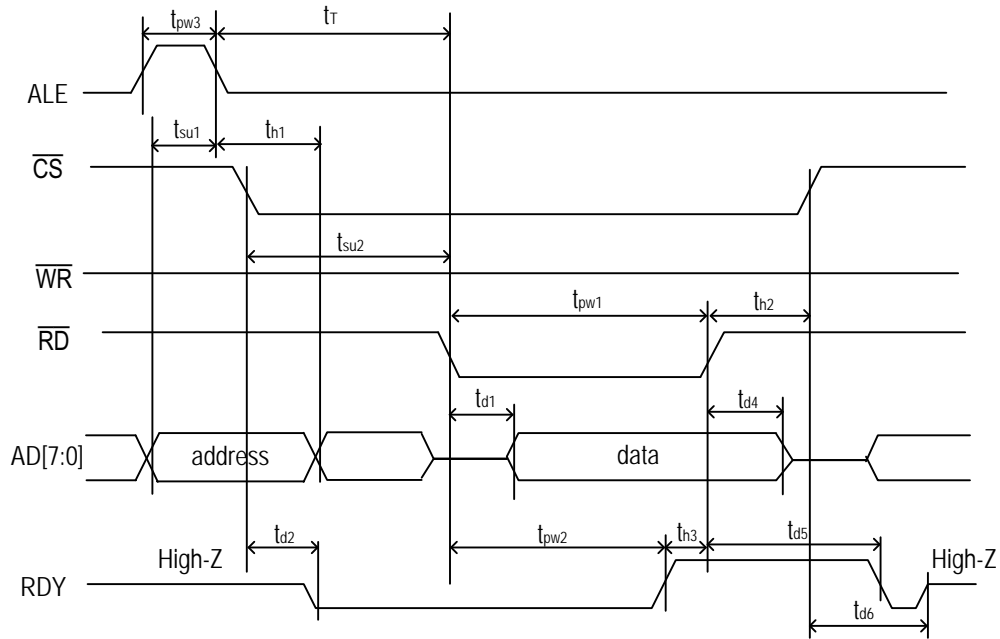 tpw3 tT
ALE
tsu1 th1
CS
tsu2
WR
tpw1 th2
RD
td1 td4
AD[7:0] address data
td2 tpw2 th3 td5
High-Z High-Z
RDY
td6